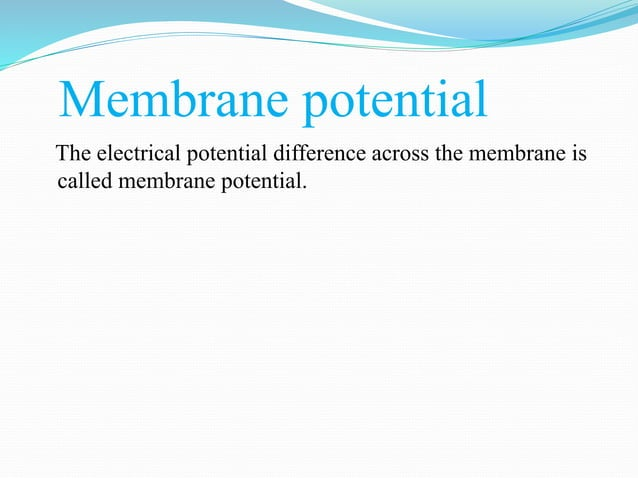 Membrane potential
The electrical potential difference across the membrane is
called membrane potential.